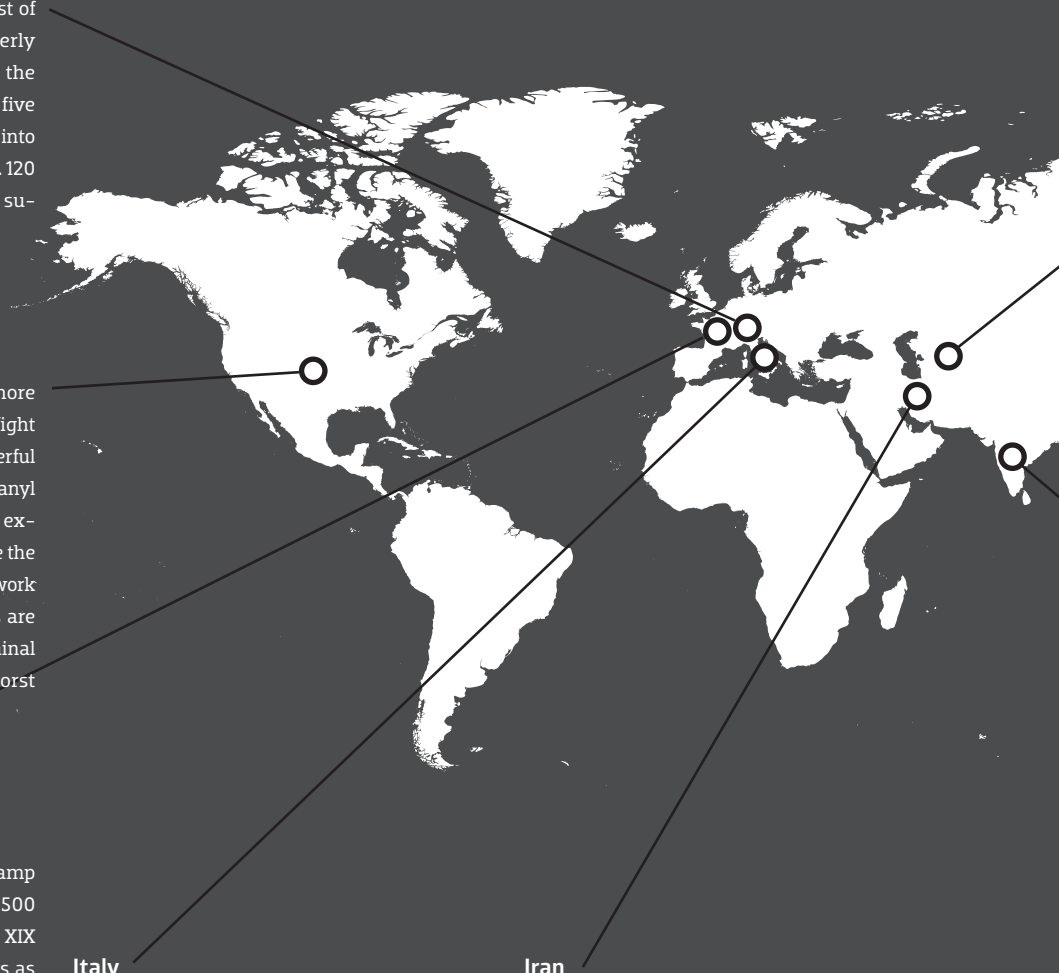 st of
erly
the
five
into
120
su-
more
ight
erful
anyl
ex-
e the
work
are
inal
orst
amp
500
XIX
s as
Italy
Iran